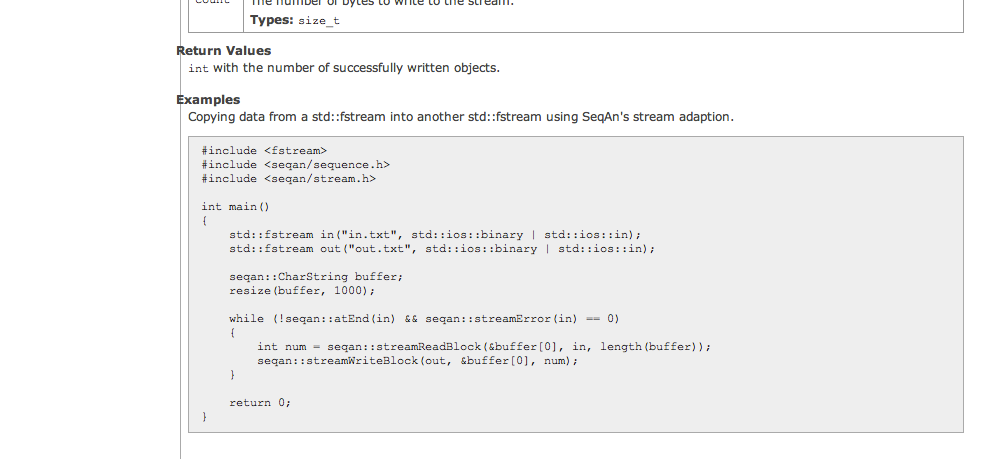 count The number of bytes to write to the stream.
Types: size_t
Return Values
int with the number of successfully written objects.
Examples
Copying data from a std::fstream into another std::fstream using SeqAn's stream adaption.
#include <fstream>
#include <seqan/sequence.h>
#include <seqan/stream.h>
int main()
{
std::fstream in("in.txt", std::ios::binary | std::ios::in);
std::fstream out("out.txt", std::ios::binary | std::ios::in);
seqan::CharString buffer;
resize(buffer, 1000);
while (!seqan::atEnd(in) && seqan::streamError(in) == 0)
{
int num = seqan::streamReadBlock(&buffer[0], in, length(buffer));
seqan::streamWriteBlock(out, &buffer[0], num);
}
return 0;
}